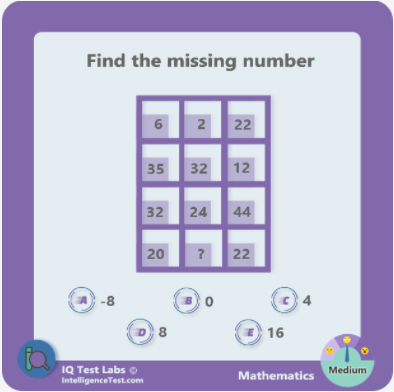 Find the missing number
6 2 22
35 32 12
32 24 44
20 ? 22
A -8 B 0 C 4
D 8 E 16
IQ Test Labs ©
IntelligenceTest.com
Mathematics
Medium